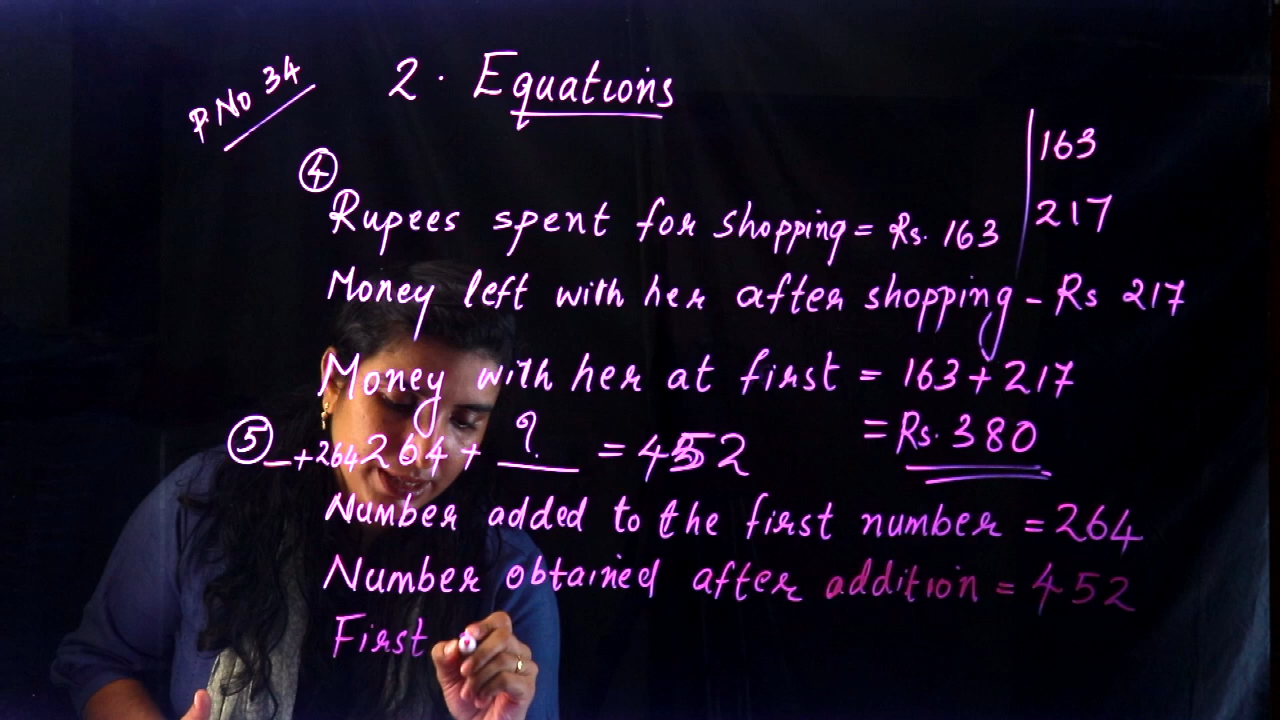 P.No 34
2. Equations
163
217
④
Rupees spent for shopping = Rs. 163
Money left with her after shopping - Rs 217
Money with her at first = 163 + 217
= Rs. 380
⑤ _ + 264 264 + ? = 452
Number added to the first number = 264
Number obtained after addition = 452
First